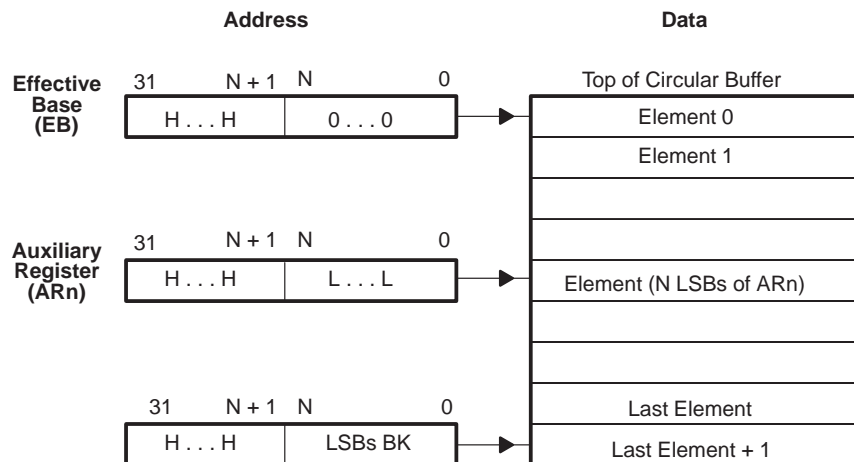 Address Data
Effective Base (EB)
31 N + 1 N 0
H . . . H 0 . . . 0
Top of Circular Buffer
Element 0
Element 1
Auxiliary Register (ARn)
31 N + 1 N 0
H . . . H L . . . L
Element (N LSBs of ARn)
31 N + 1 N 0
Last Element
H . . . H LSBs BK
Last Element + 1